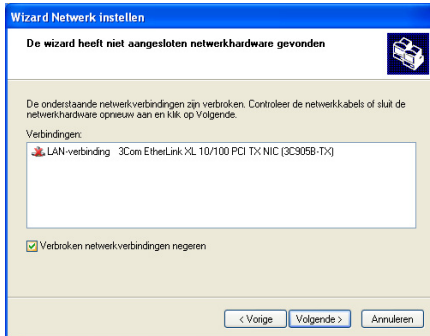 Wizard Netwerk instellen
De wizard heeft niet aangesloten netwerkhardware gevonden
De onderstaande netwerkverbindingen zijn verbroken. Controleer de netwerkkabels of sluit de
netwerkhardware opnieuw aan en klik op Volgende.
Verbindingen:
LAN-verbinding 3Com EtherLink XL 10/100 PCI TX NIC (3C905B-TX)
Verbroken netwerkverbindingen negeren
< Vorige Volgende > Annuleren